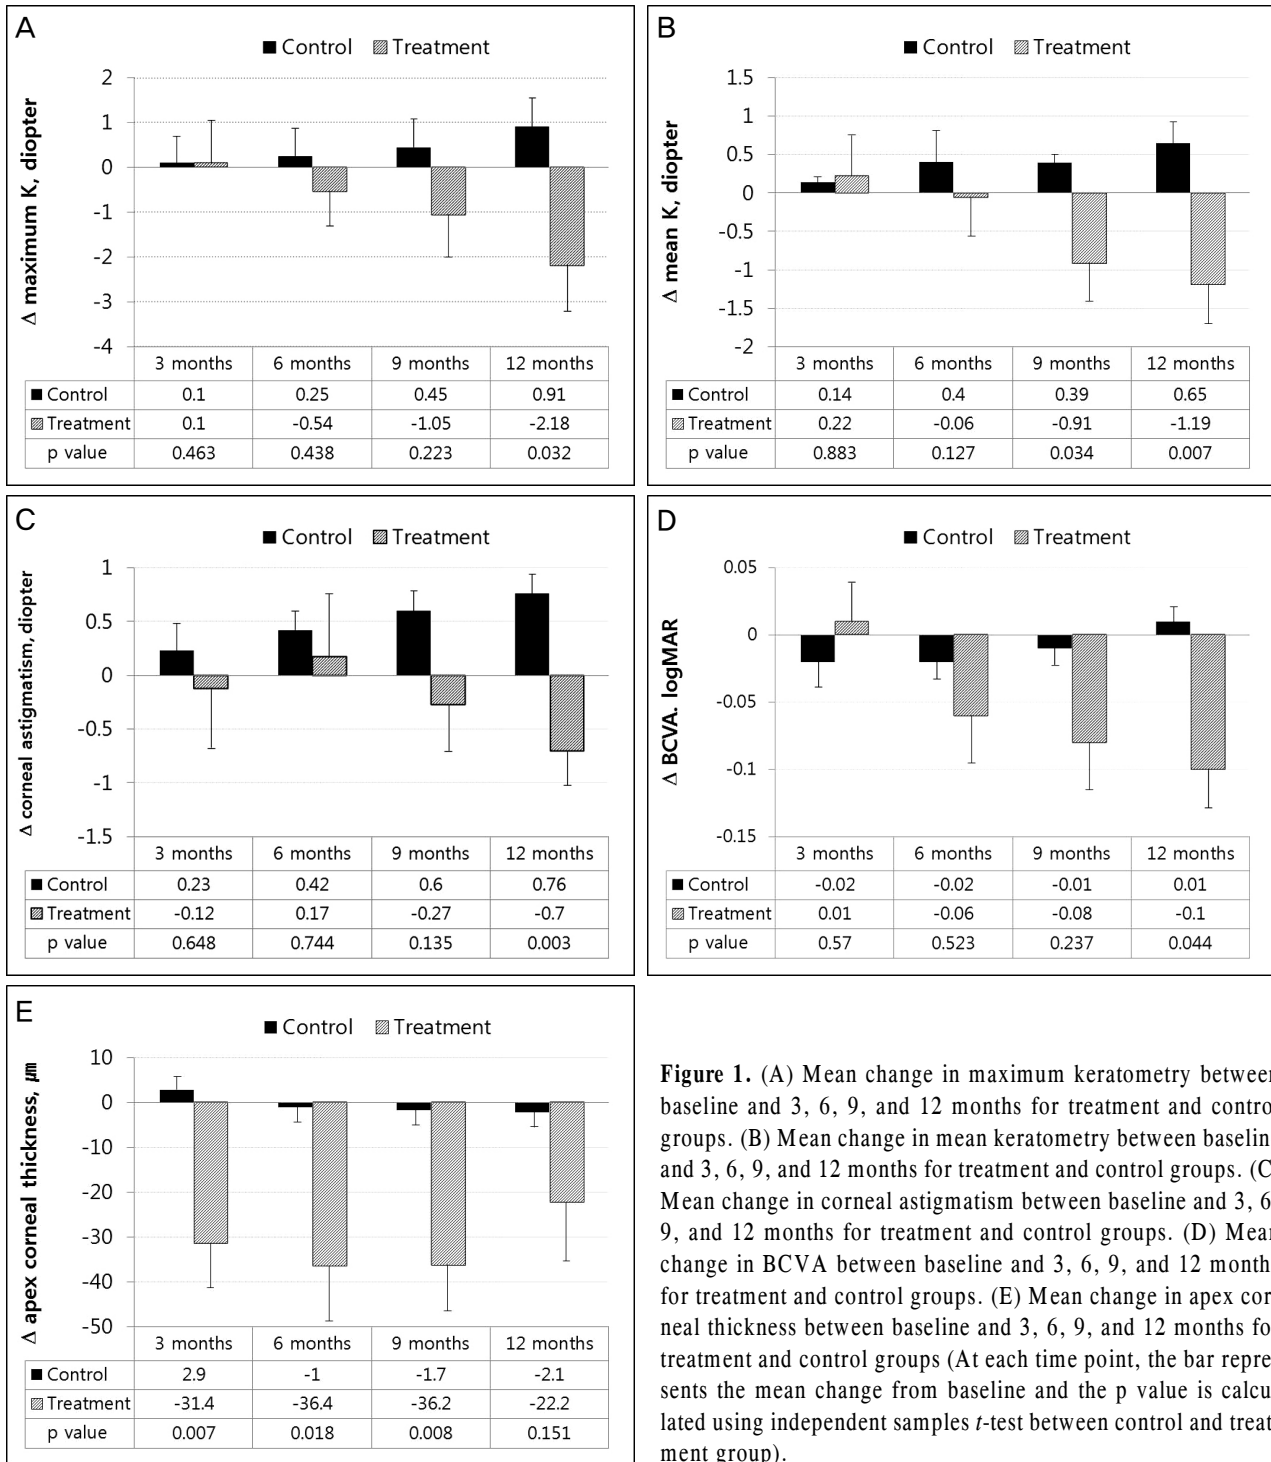 A
■ Control ▨ Treatment
Δ maximum K, diopter
2
1
0
-1
-2
-3
-4
3 months 6 months 9 months 12 months
■ Control 0.1 0.25 0.45 0.91
▨ Treatment 0.1 -0.54 -1.05 -2.18
p value 0.463 0.438 0.223 0.032
B
■ Control ▨ Treatment
Δ mean K, diopter
1.5
1
0.5
0
-0.5
-1
-1.5
-2
3 months 6 months 9 months 12 months
■ Control 0.14 0.4 0.39 0.65
▨ Treatment 0.22 -0.06 -0.91 -1.19
p value 0.883 0.127 0.034 0.007
C
■ Control ▨ Treatment
Δ corneal astigmatism, diopter
1
0.5
0
-0.5
-1
-1.5
3 months 6 months 9 months 12 months
■ Control 0.23 0.42 0.6 0.76
▨ Treatment -0.12 0.17 -0.27 -0.7
p value 0.648 0.744 0.135 0.003
D
■ Control ▨ Treatment
Δ BCVA. logMAR
0.05
0
-0.05
-0.1
-0.15
3 months 6 months 9 months 12 months
■ Control -0.02 -0.02 -0.01 0.01
▨ Treatment 0.01 -0.06 -0.08 -0.1
p value 0.57 0.523 0.237 0.044
E
■ Control ▨ Treatment
Δ apex corneal thickness, ㎛
10
0
-10
-20
-30
-40
-50
3 months 6 months 9 months 12 months
■ Control 2.9 -1 -1.7 -2.1
▨ Treatment -31.4 -36.4 -36.2 -22.2
p value 0.007 0.018 0.008 0.151
Figure 1. (A) Mean change in maximum keratometry between
baseline and 3, 6, 9, and 12 months for treatment and control
groups. (B) Mean change in mean keratometry between baselin
and 3, 6, 9, and 12 months for treatment and control groups. (C
Mean change in corneal astigmatism between baseline and 3, 6
9, and 12 months for treatment and control groups. (D) Mean
change in BCVA between baseline and 3, 6, 9, and 12 month
for treatment and control groups. (E) Mean change in apex cor
neal thickness between baseline and 3, 6, 9, and 12 months fo
treatment and control groups (At each time point, the bar repre
sents the mean change from baseline and the p value is calcu
lated using independent samples t-test between control and treat
ment group).